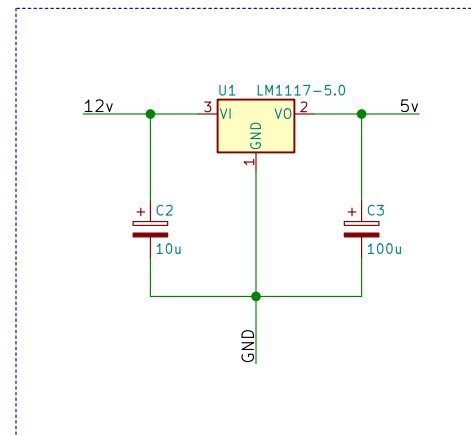 U1 LM1117-5.0
12v 3 VI VO 2 5v
GND
1
+ C2 + C3
10u 100u
GND